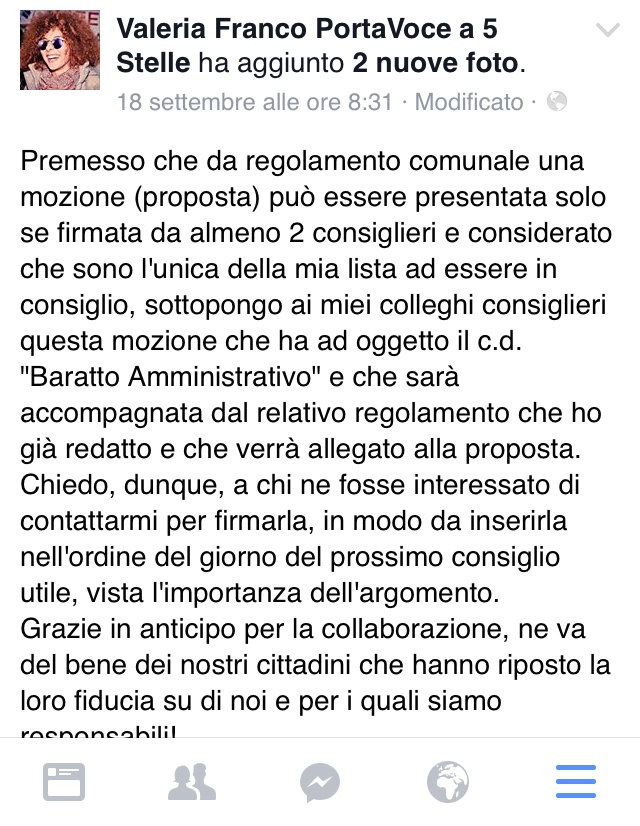 Valeria Franco PortaVoce a 5
Stelle ha aggiunto 2 nuove foto.
18 settembre alle ore 8:31 · Modificato ·
Premesso che da regolamento comunale una
mozione (proposta) può essere presentata solo
se firmata da almeno 2 consiglieri e considerato
che sono l'unica della mia lista ad essere in
consiglio, sottopongo ai miei colleghi consiglieri
questa mozione che ha ad oggetto il c.d.
"Baratto Amministrativo" e che sarà
accompagnata dal relativo regolamento che ho
già redatto e che verrà allegato alla proposta.
Chiedo, dunque, a chi ne fosse interessato di
contattarmi per firmarla, in modo da inserirla
nell'ordine del giorno del prossimo consiglio
utile, vista l'importanza dell'argomento.
Grazie in anticipo per la collaborazione, ne va
del bene dei nostri cittadini che hanno riposto la
loro fiducia su di noi e per i quali siamo
responsabili!